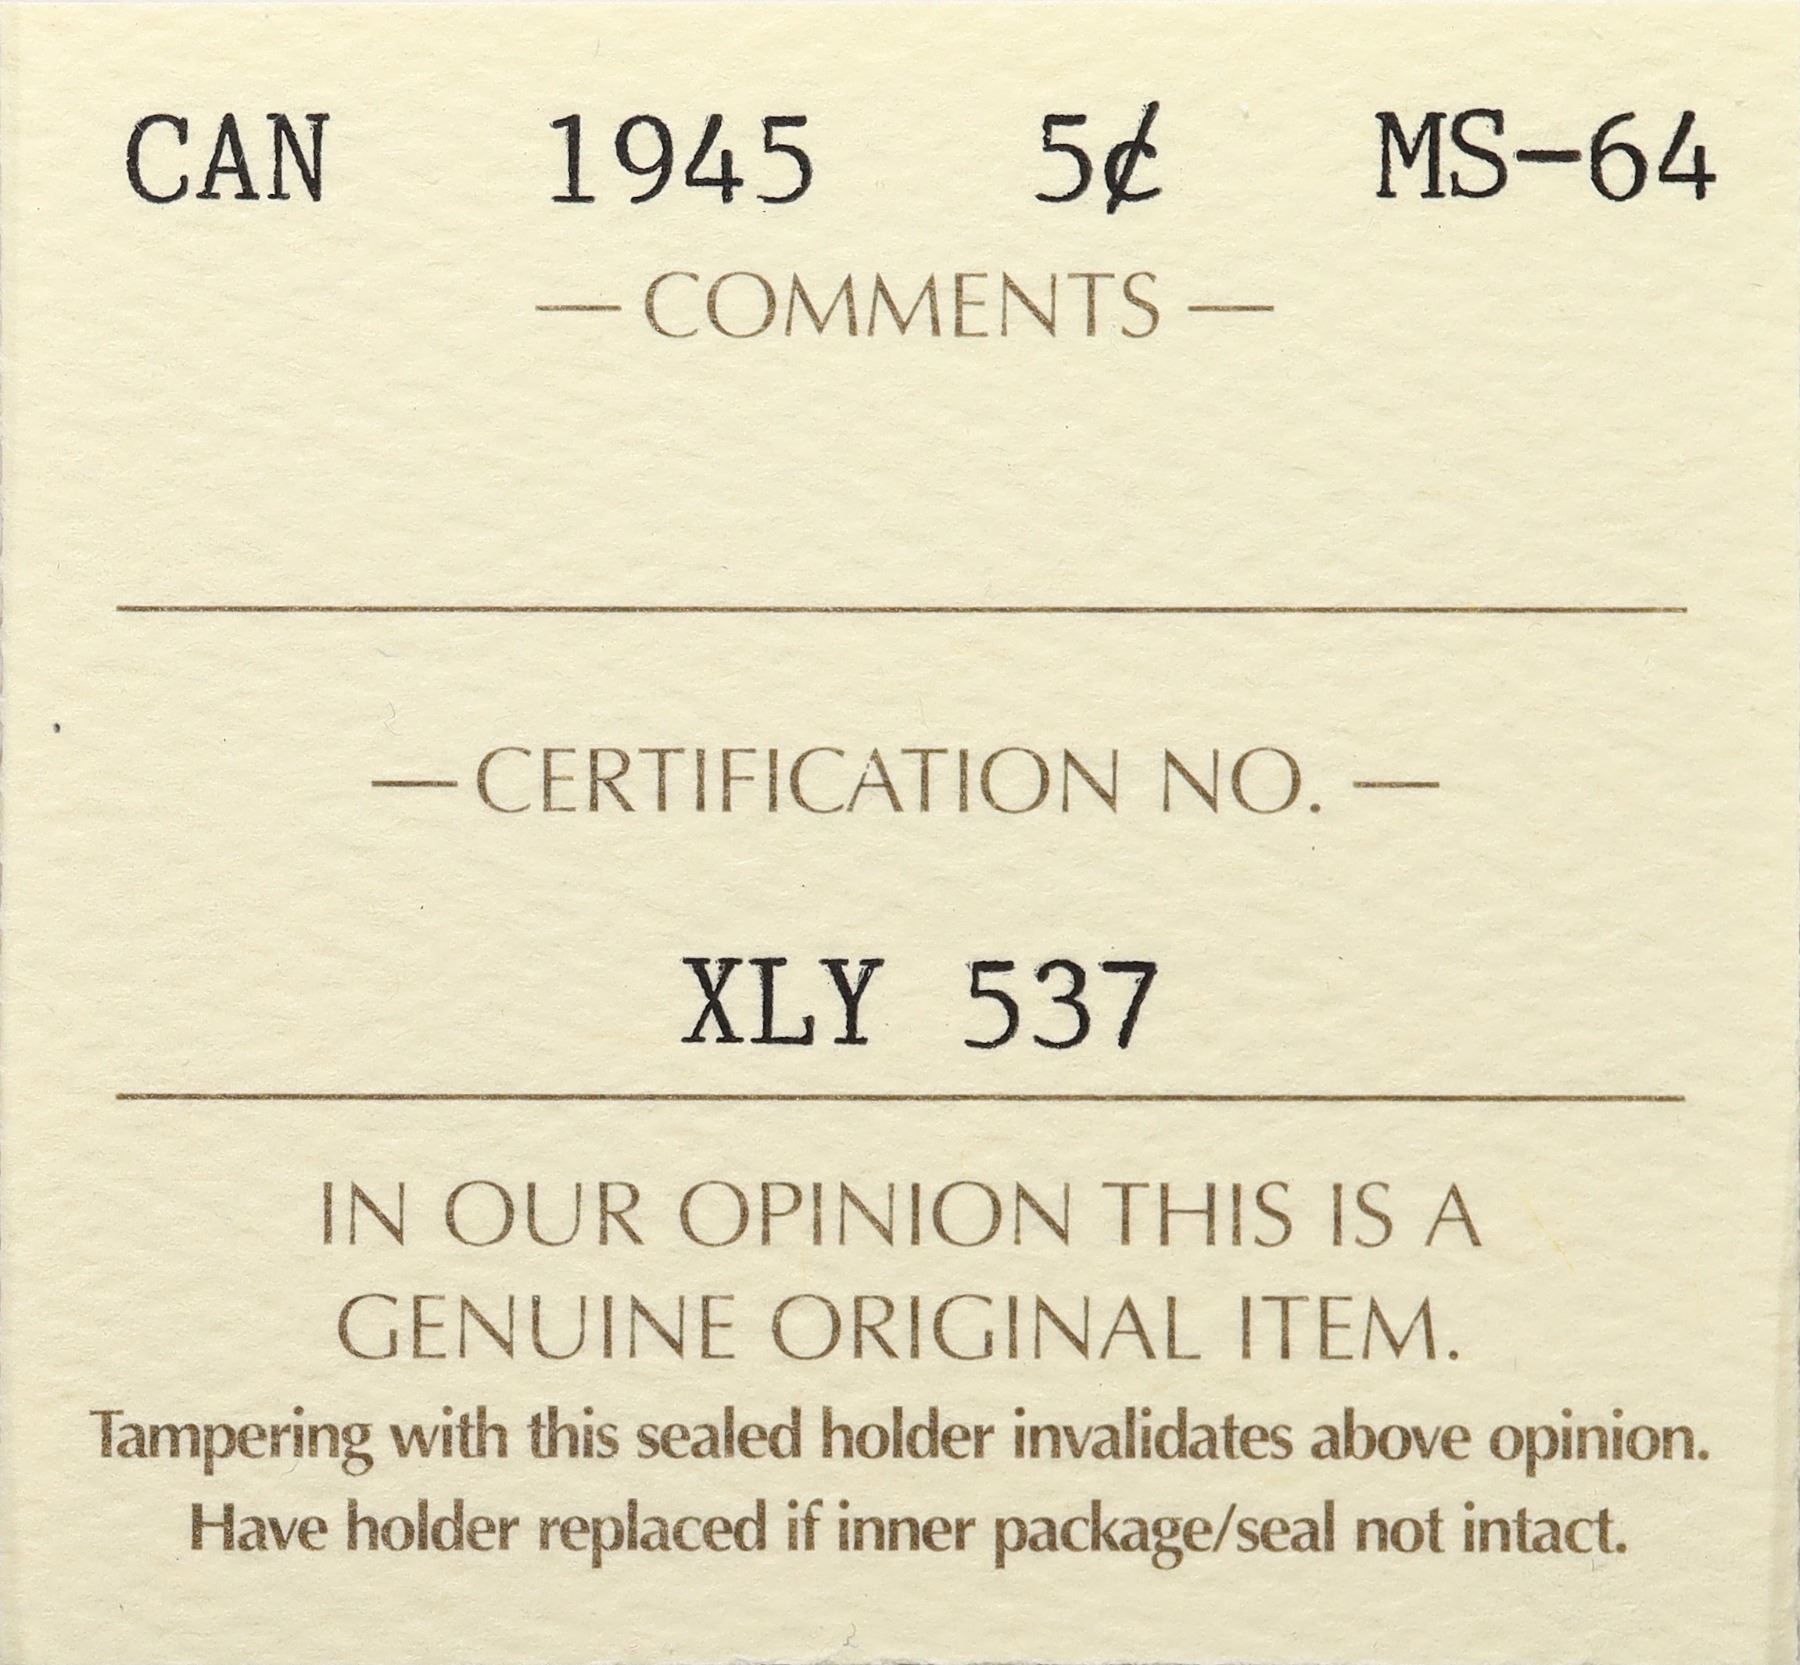 CAN 1945 5¢ MS-64
— COMMENTS —
— CERTIFICATION NO. —
XLY 537
IN OUR OPINION THIS IS A
GENUINE ORIGINAL ITEM.
Tampering with this sealed holder invalidates above opinion.
Have holder replaced if inner package/seal not intact.